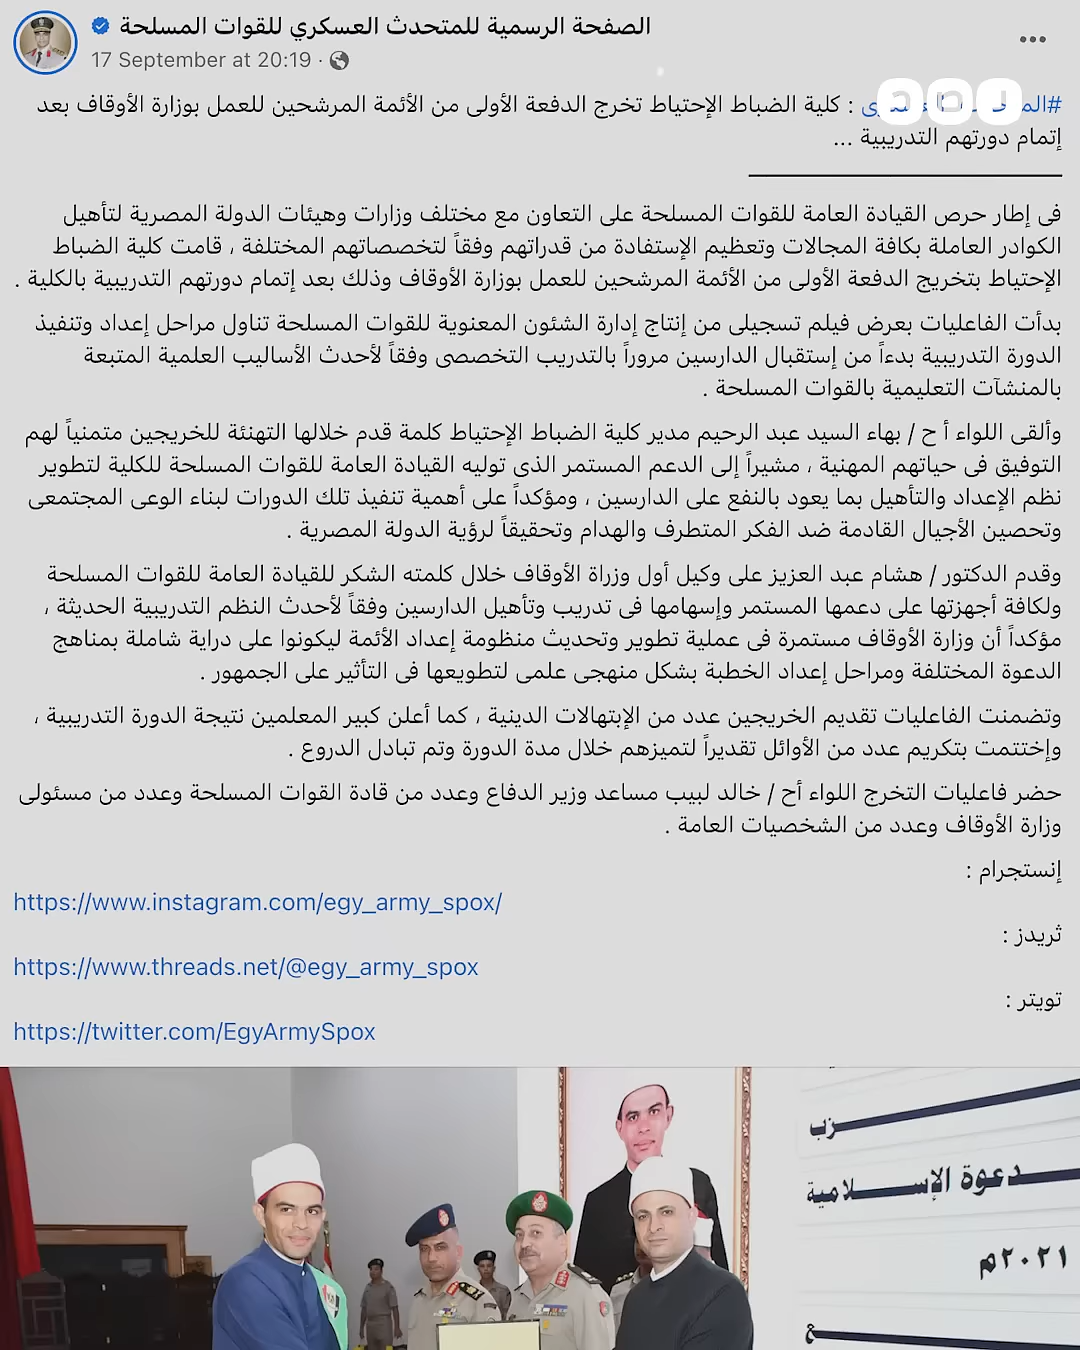 الصفحة الرسمية للمتحدث العسكري للقوات المسلحة
17 September at 20:19 ·
: كلية الضباط الإحتياط تخرج الدفعة الأولى من الأئمة المرشحين للعمل بوزارة الأوقاف بعد
إتمام دورتهم التدريبية ...
فى إطار حرص القيادة العامة للقوات المسلحة على التعاون مع مختلف وزارات وهيئات الدولة المصرية لتأهيل
الكوادر العاملة بكافة المجالات وتعظيم الإستفادة من قدراتهم وفقاً لتخصصاتهم المختلفة ، قامت كلية الضباط
الإحتياط بتخريج الدفعة الأولى من الأئمة المرشحين للعمل بوزارة الأوقاف وذلك بعد إتمام دورتهم التدريبية بالكلية .
بدأت الفاعليات بعرض فيلم تسجيلى من إنتاج إدارة الشئون المعنوية للقوات المسلحة تناول مراحل إعداد وتنفيذ
الدورة التدريبية بدءاً من إستقبال الدارسين مروراً بالتدريب التخصصى وفقاً لأحدث الأساليب العلمية المتبعة
بالمنشآت التعليمية بالقوات المسلحة .
وألقى اللواء أ ح / بهاء السيد عبد الرحيم مدير كلية الضباط الإحتياط كلمة قدم خلالها التهنئة للخريجين متمنياً لهم
التوفيق فى حياتهم المهنية ، مشيراً إلى الدعم المستمر الذى توليه القيادة العامة للقوات المسلحة للكلية لتطوير
نظم الإعداد والتأهيل بما يعود بالنفع على الدارسين ، ومؤكداً على أهمية تنفيذ تلك الدورات لبناء الوعى المجتمعى
وتحصين الأجيال القادمة ضد الفكر المتطرف والهدام وتحقيقاً لرؤية الدولة المصرية .
وقدم الدكتور / هشام عبد العزيز على وكيل أول وزراة الأوقاف خلال كلمته الشكر للقيادة العامة للقوات المسلحة
ولكافة أجهزتها على دعمها المستمر وإسهامها فى تدريب وتأهيل الدارسين وفقاً لأحدث النظم التدريبية الحديثة ،
مؤكداً أن وزارة الأوقاف مستمرة فى عملية تطوير وتحديث منظومة إعداد الأئمة ليكونوا على دراية شاملة بمناهج
الدعوة المختلفة ومراحل إعداد الخطبة بشكل منهجى علمى لتطويعها فى التأثير على الجمهور .
وتضمنت الفاعليات تقديم الخريجين عدد من الإبتهالات الدينية ، كما أعلن كبير المعلمين نتيجة الدورة التدريبية ،
وإختتمت بتكريم عدد من الأوائل تقديراً لتميزهم خلال مدة الدورة وتم تبادل الدروع .
حضر فاعليات التخرج اللواء أح / خالد لبيب مساعد وزير الدفاع وعدد من قادة القوات المسلحة وعدد من مسئولى
وزارة الأوقاف وعدد من الشخصيات العامة .
إنستجرام :
https://www.instagram.com/egy_army_spox/
ثريدز :
https://www.threads.net/@egy_army_spox
تويتر :
https://twitter.com/EgyArmySpox
دعوة الإسـلامية
٢٠٢١م